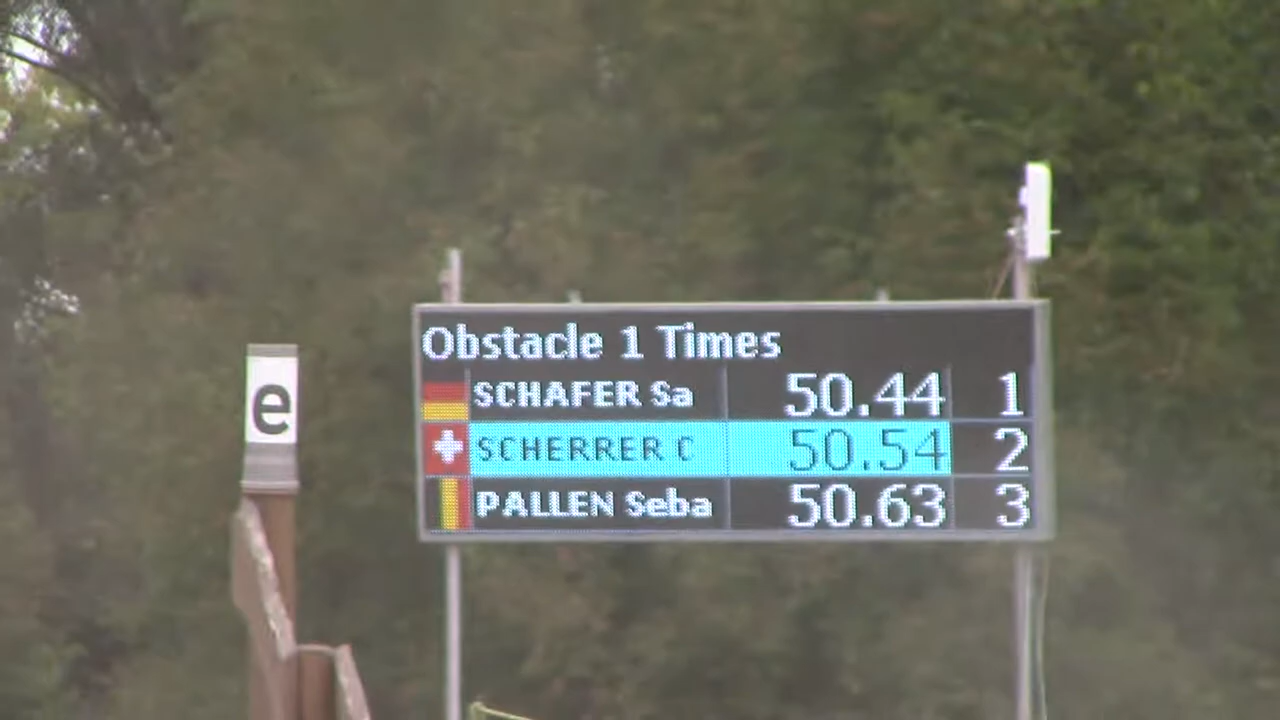 e
Obstacle 1 Times
SCHAFER Sa 50.44 1
SCHERRER C 50.54 2
PALLEN Seba 50.63 3